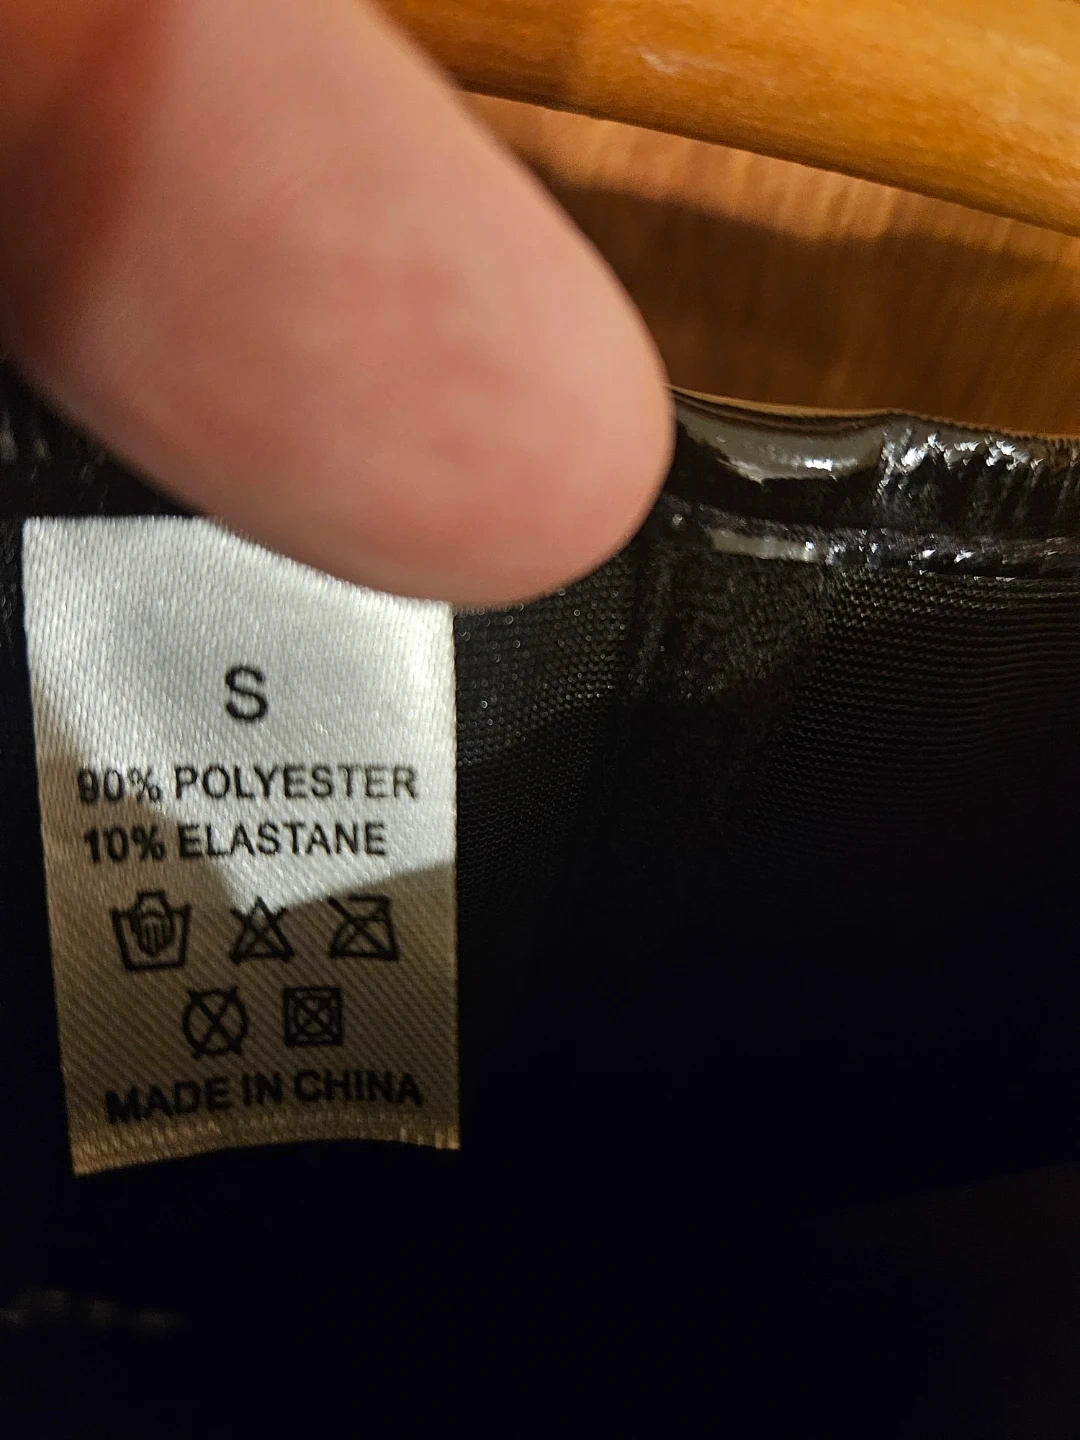 S
90% POLYESTER
10% ELASTANE
MADE IN CHINA